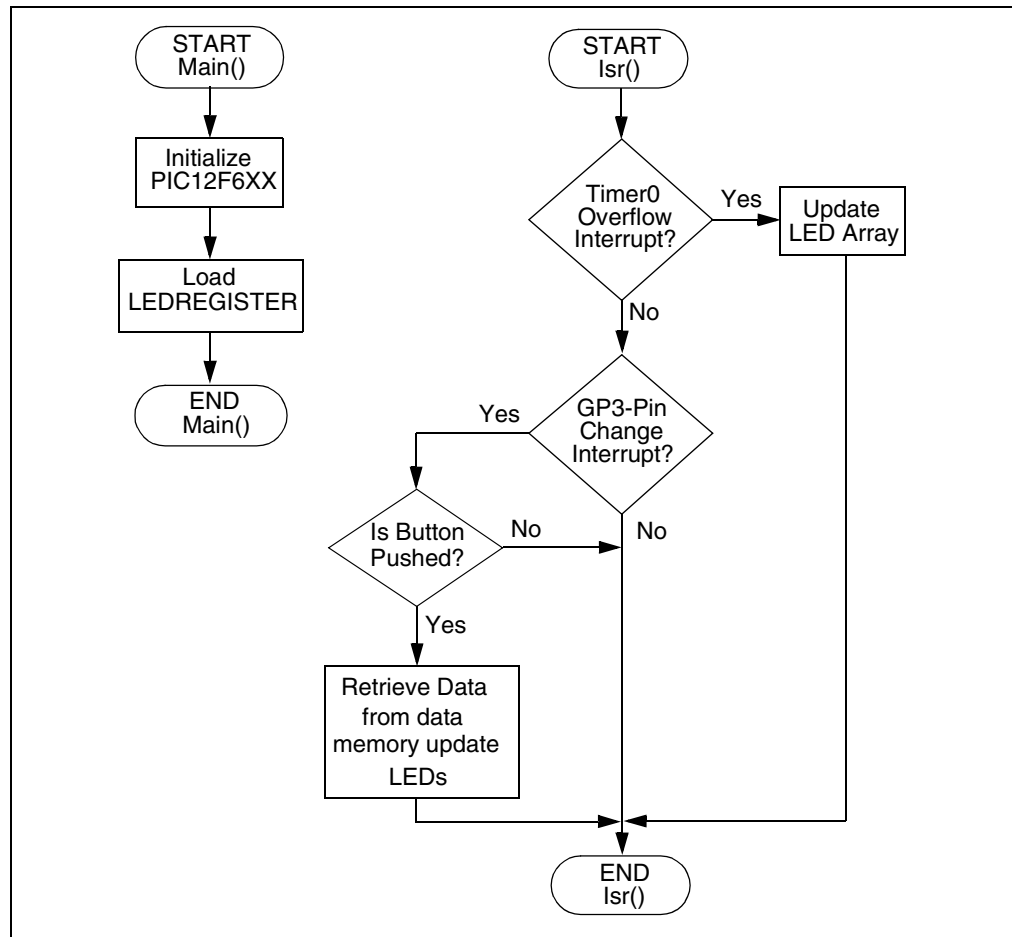 START
Main()
Initialize
PIC12F6XX
Load
LEDREGISTER
END
Main()
START
Isr()
Timer0
Overflow
Interrupt?
Yes
Update
LED Array
No
GP3-Pin
Change
Interrupt?
Yes
No
Is Button
Pushed?
No
Yes
Retrieve Data
from data
memory update
LEDs
END
Isr()